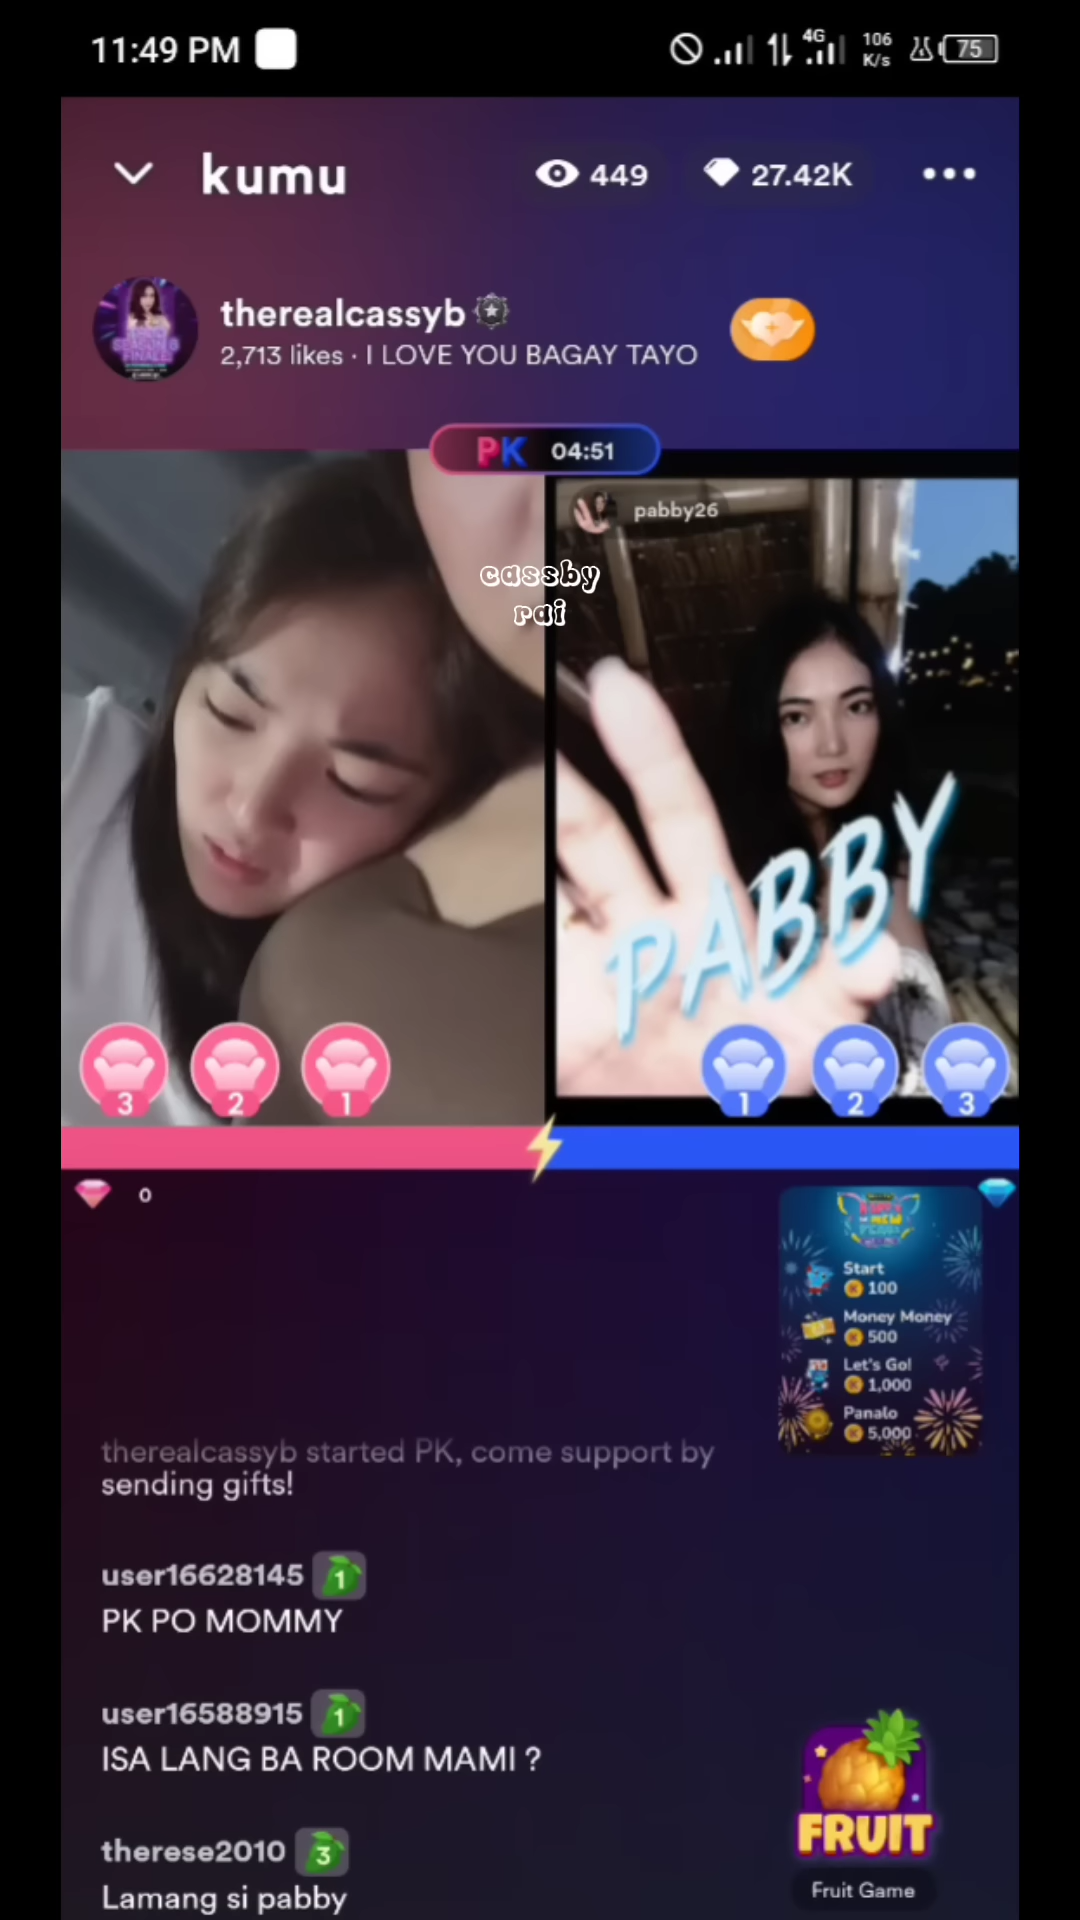 11:49 PM
4G
106
K/s
75
kumu
449
27.42K
therealcassyb
2,713 likes · I LOVE YOU BAGAY TAYO
PK 04:51
pabby26
cassby
rai
PABBY
3
2
1
1
2
3
0
Start
100
Money Money
500
Let's Go!
1,000
Panalo
5,000
therealcassyb started PK, come support by
sending gifts!
user16628145 1
PK PO MOMMY
user16588915 1
ISA LANG BA ROOM MAMI ?
therese2010 3
Lamang si pabby
FRUIT
Fruit Game